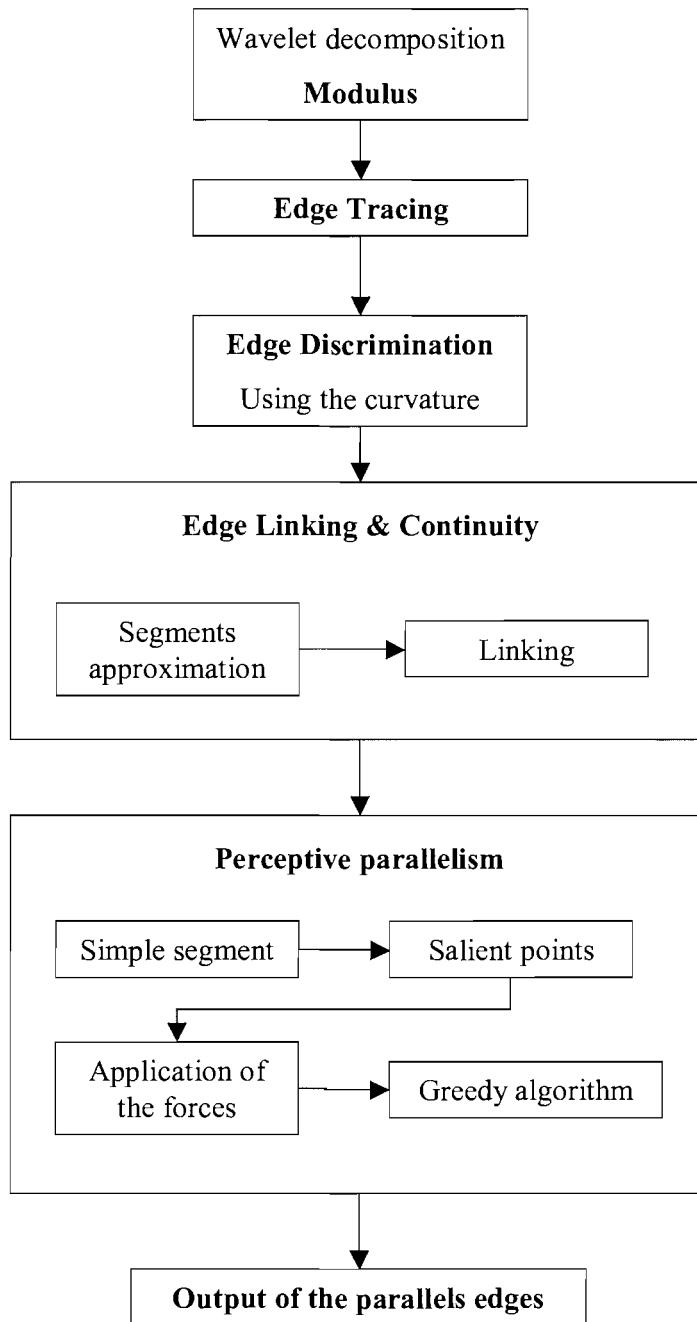 Wavelet decomposition
Modulus
Edge Tracing
Edge Discrimination
Using the curvature
Edge Linking & Continuity
Segments
approximation
Linking
Perceptive parallelism
Simple segment
Salient points
Application of
the forces
Greedy algorithm
Output of the parallels edges